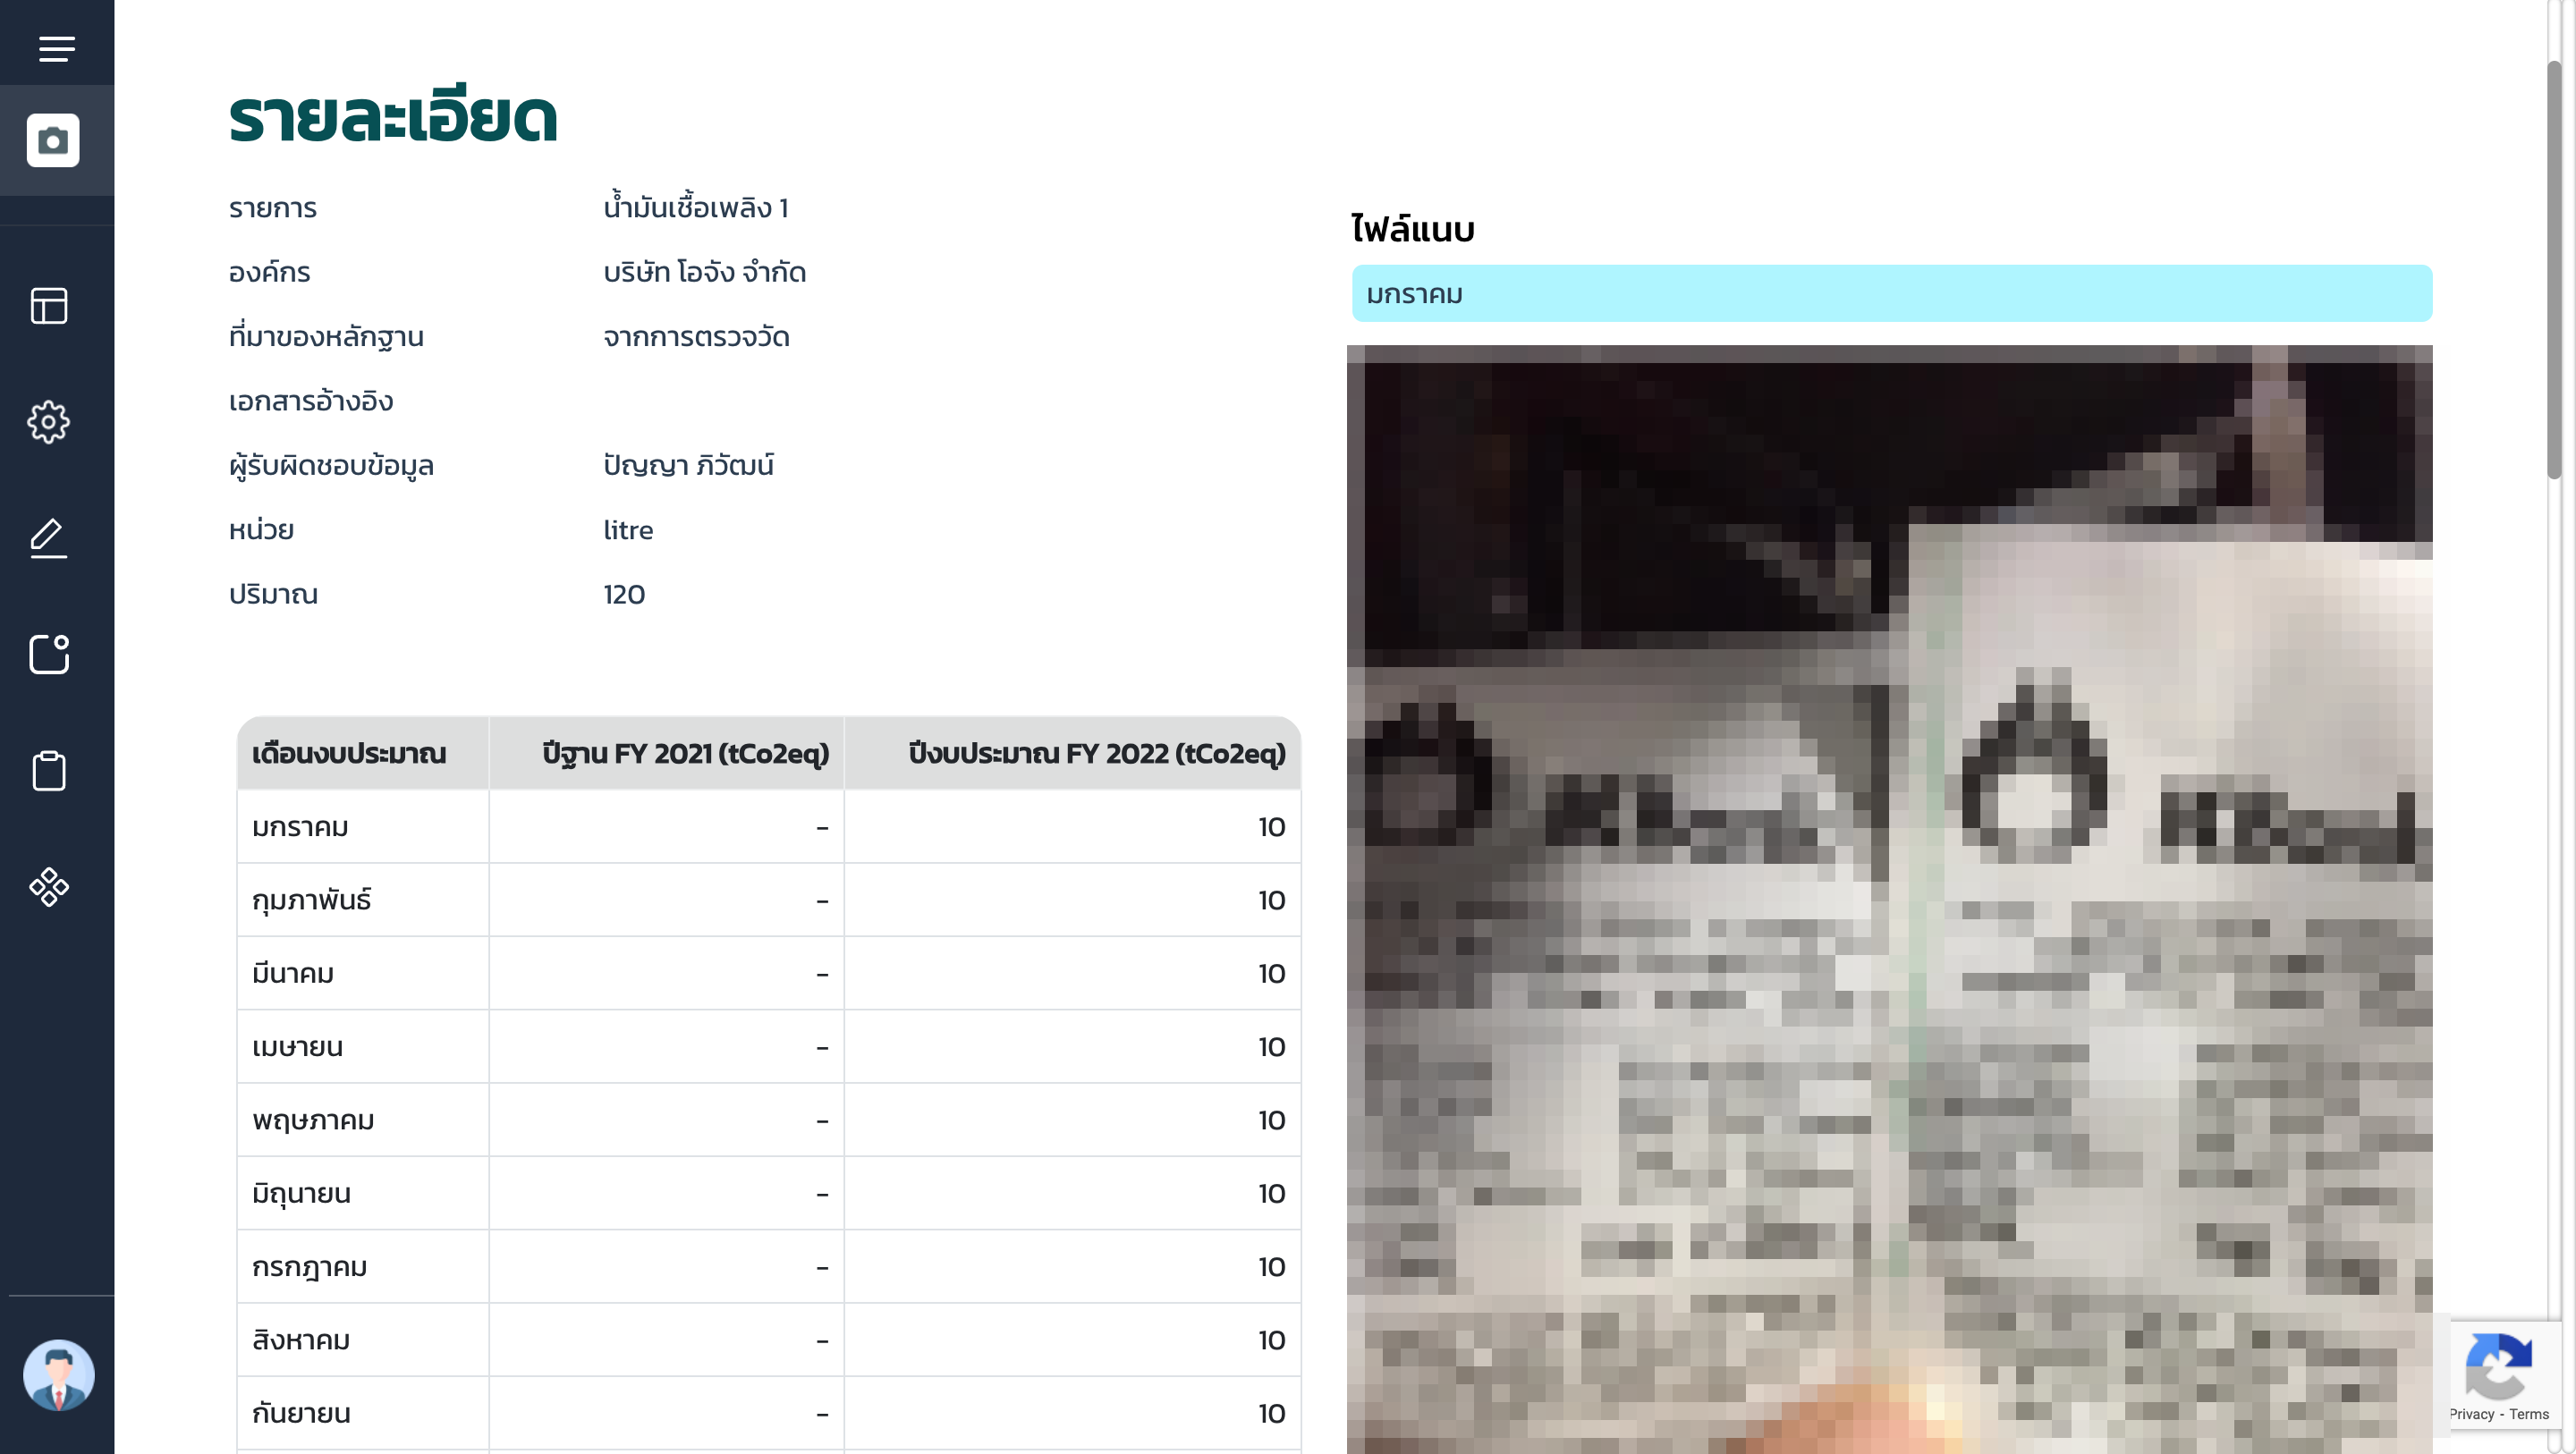 รายละเอียด
รายการ น้ำมันเชื้อเพลิง 1
องค์กร บริษัท โอจัง จำกัด
ที่มาของหลักฐาน จากการตรวจวัด
เอกสารอ้างอิง
ผู้รับผิดชอบข้อมูล ปัญญา ภิวัฒน์
หน่วย litre
ปริมาณ 120
เดือนงบประมาณ ปีฐาน FY 2021 (tCo2eq) ปีงบประมาณ FY 2022 (tCo2eq)
มกราคม - 10
กุมภาพันธ์ - 10
มีนาคม - 10
เมษายน - 10
พฤษภาคม - 10
มิถุนายน - 10
กรกฎาคม - 10
สิงหาคม - 10
กันยายน - 10
ไฟล์แนบ
มกราคม
Privacy - Terms